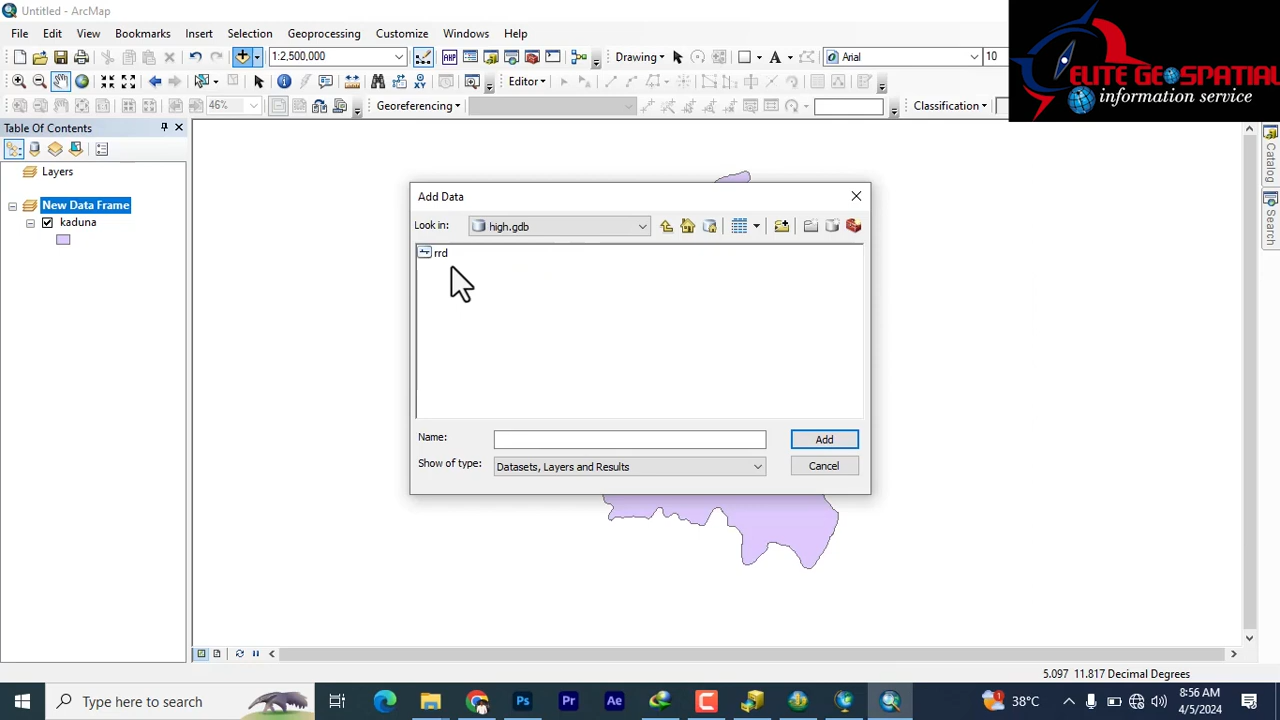 Untitled - ArcMap
File Edit View Bookmarks Insert Selection Geoprocessing Customize Windows Help
1:2,500,000 Drawing Arial 10
Editor
46% Georeferencing Classification
ELITE GEOSPATIAL
information service
Table Of Contents
Layers
New Data Frame
kaduna
Add Data
Look in: high.gdb
rrd
Name: Add
Show of type: Datasets, Layers and Results Cancel
Catalog
Search
5.097 11.817 Decimal Degrees
Type here to search
Ps Pr Ae
38°C
8:56 AM
4/5/2024